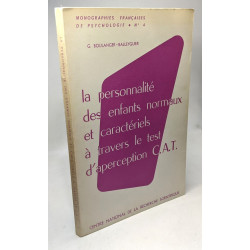 MONOGRAPHIES FRANÇAISES
DE PSYCHOLOGIE • N° 6
G. BOULANGER-BALLEYGUIER
la personnalité
des enfants normaux
et caractériels
à travers le test
d'aperception C.A.T.
CENTRE NATIONAL DE LA RECHERCHE SCIENTIFIQUE